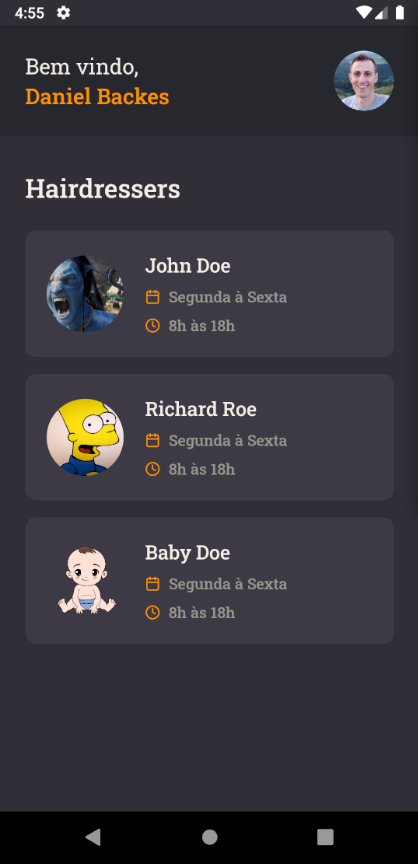 4:55
Bem vindo,
Daniel Backes
Hairdressers
John Doe
Segunda à Sexta
8h às 18h
Richard Roe
Segunda à Sexta
8h às 18h
Baby Doe
Segunda à Sexta
8h às 18h